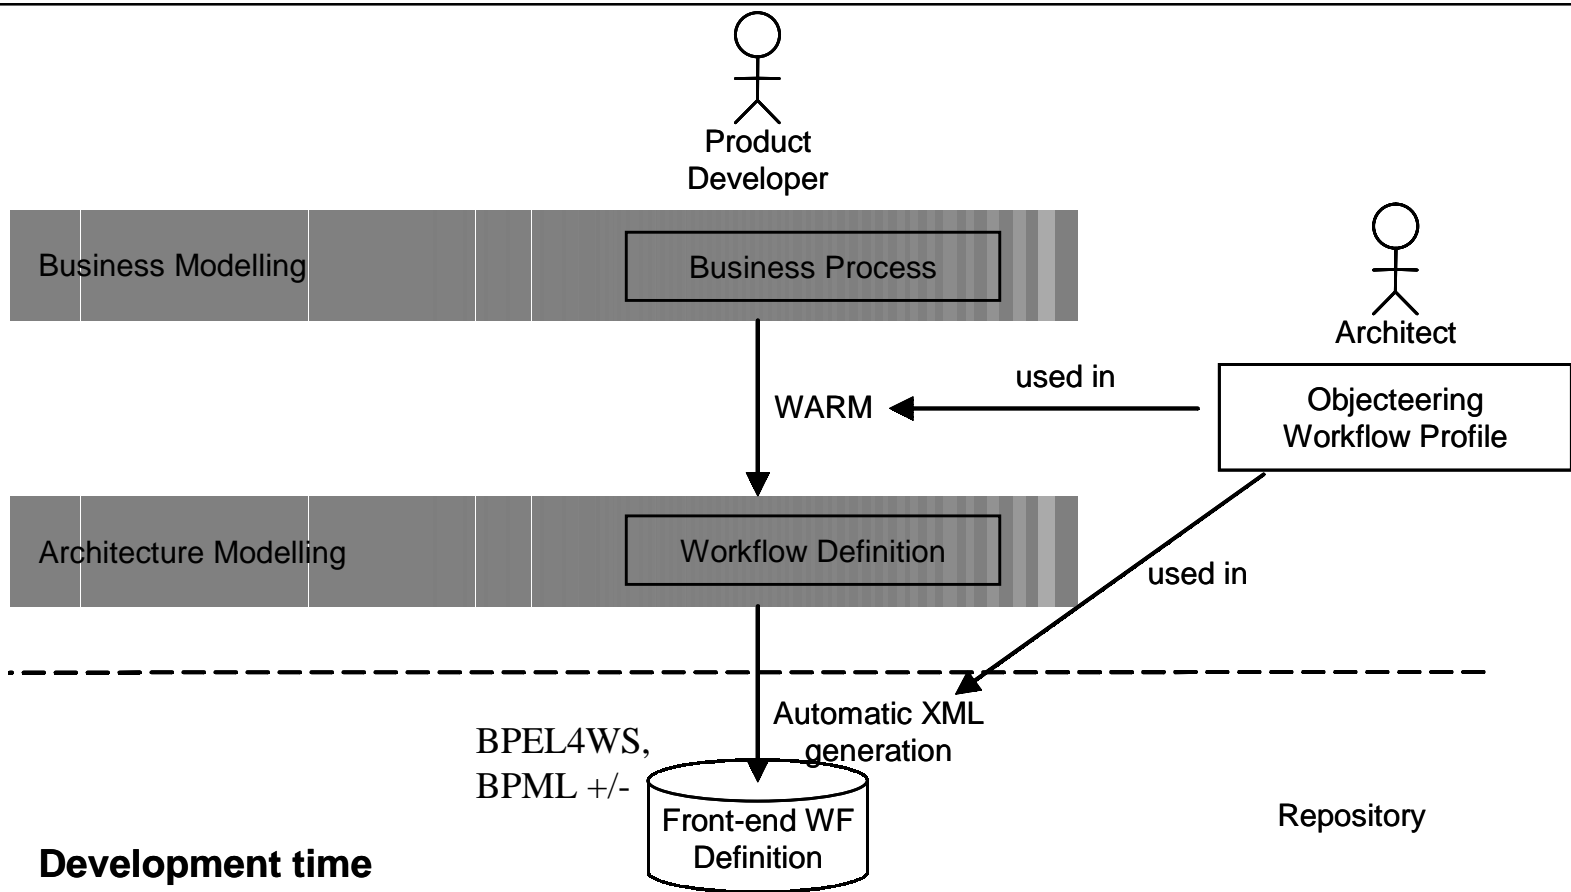 Product
Developer
Business Modelling
Business Process
Architect
used in
WARM
Objecteering
Workflow Profile
Architecture Modelling
Workflow Definition
used in
Automatic XML
generation
BPEL4WS,
BPML +/-
Front-end WF
Definition
Repository
Development time